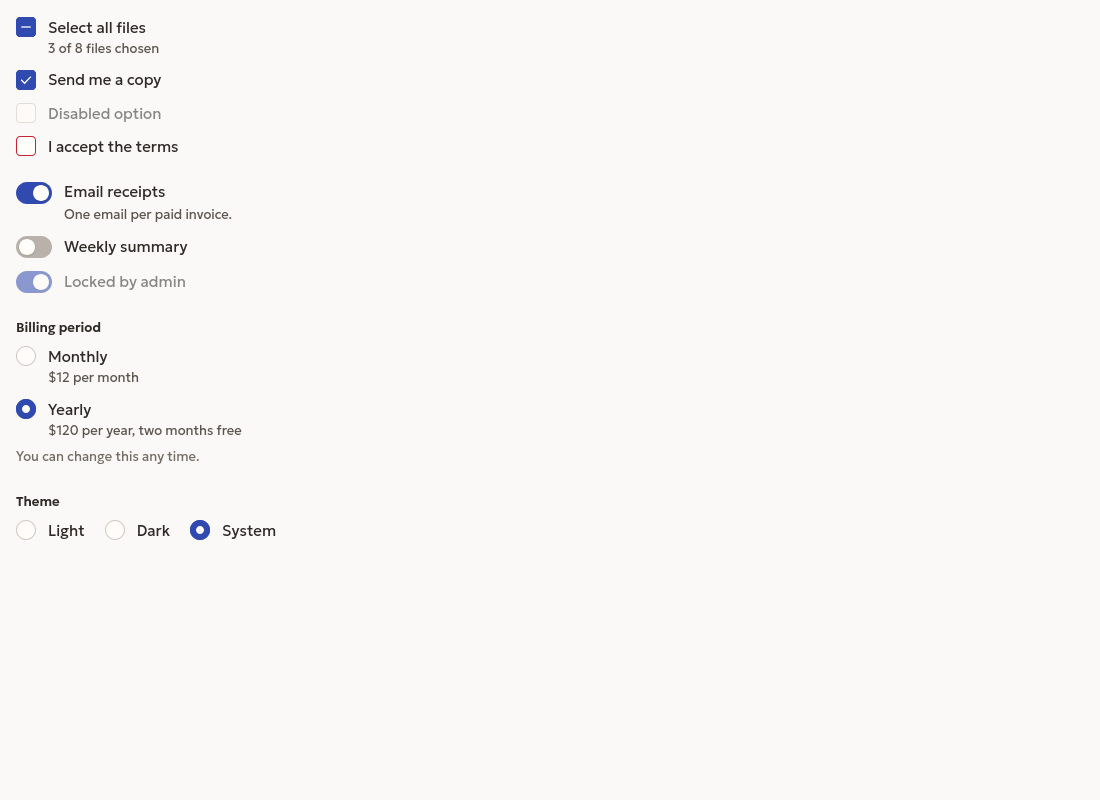 Select all files
3 of 8 files chosen
Send me a copy
Disabled option
I accept the terms
Email receipts
One email per paid invoice.
Weekly summary
Locked by admin
Billing period
Monthly
$12 per month
Yearly
$120 per year, two months free
You can change this any time.
Theme
Light Dark System